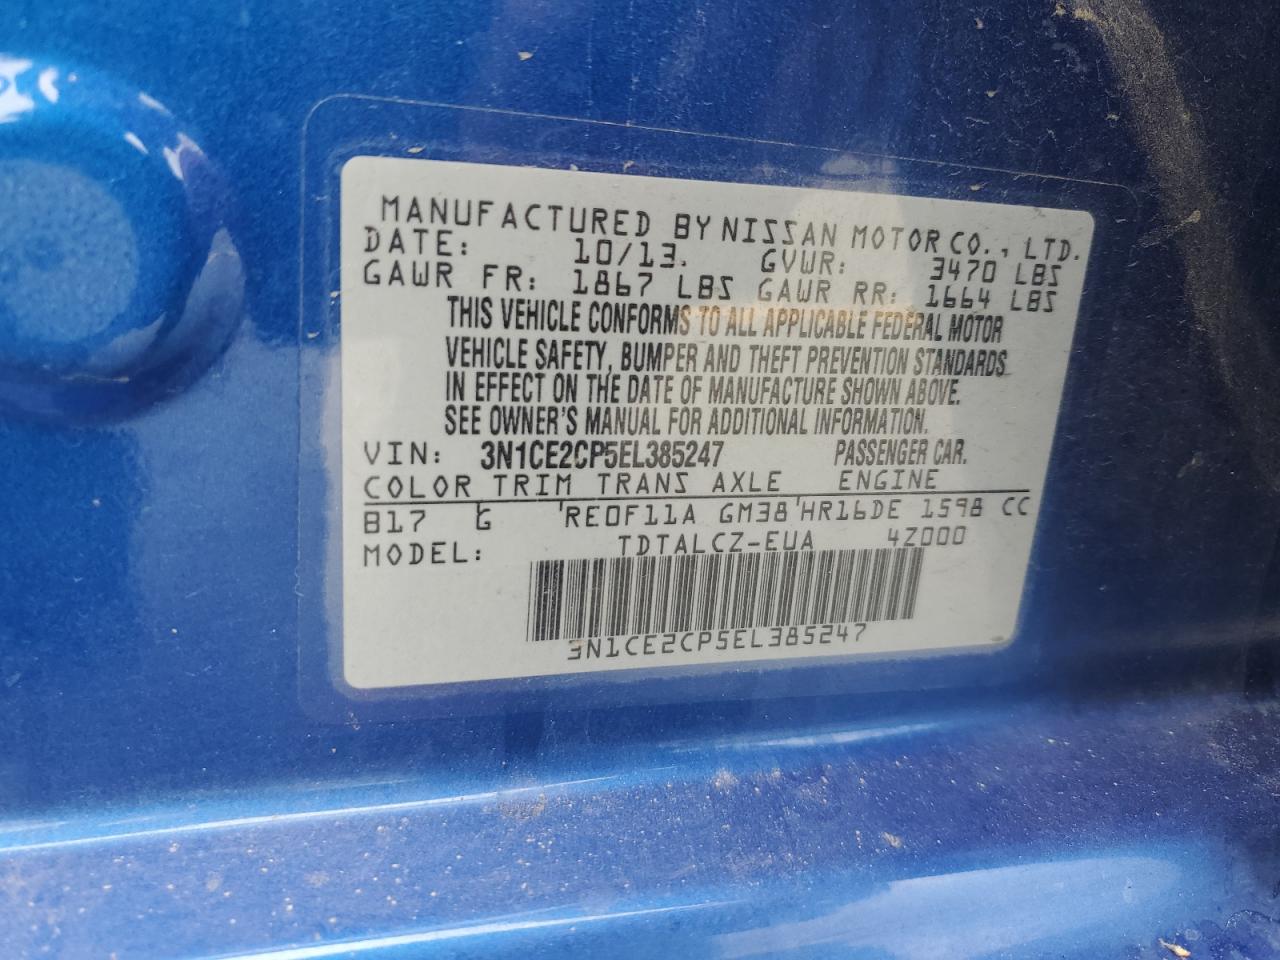 MANUFACTURED BY NISSAN MOTOR CO., LTD.
DATE: 10/13. GVWR: 3470 LBS
GAWR FR: 1867 LBS GAWR RR: 1664 LBS
THIS VEHICLE CONFORMS TO ALL APPLICABLE FEDERAL MOTOR
VEHICLE SAFETY, BUMPER AND THEFT PREVENTION STANDARDS
IN EFFECT ON THE DATE OF MANUFACTURE SHOWN ABOVE.
SEE OWNER'S MANUAL FOR ADDITIONAL INFORMATION.
VIN: 3N1CE2CP5EL385247 PASSENGER CAR.
COLOR TRIM TRANS AXLE ENGINE
B17 G 'RE0F11A GM38'HR16DE 1598 CC
MODEL: TDTALCZ-EUA 4Z000
3N1CE2CP5EL385247